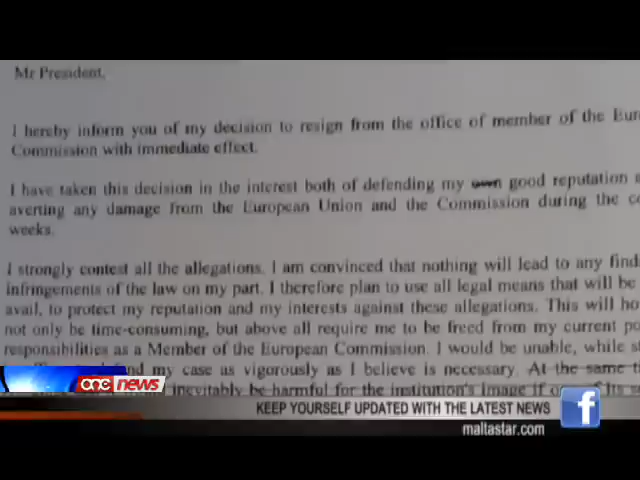 Mr President,
I hereby inform you of my decision to resign from the office of member of the Eur
Commission with immediate effect.
I have taken this decision in the interest both of defending my own good reputation
averting any damage from the European Union and the Commission during the co
weeks.
I strongly contest all the allegations. I am convinced that nothing will lead to any find
infringements of the law on my part. I therefore plan to use all legal means that will be
avail, to protect my reputation and my interests against these allegations. This will ho
not only be time-consuming, but above all require me to be freed from my current po
responsibilities as a Member of the European Commission. I would be unable, while s
my case as vigorously as I believe is necessary. At the same ti
inevitably be harmful for the institution's image if one of its s
one news
KEEP YOURSELF UPDATED WITH THE LATEST NEWS
f
maltastar.com